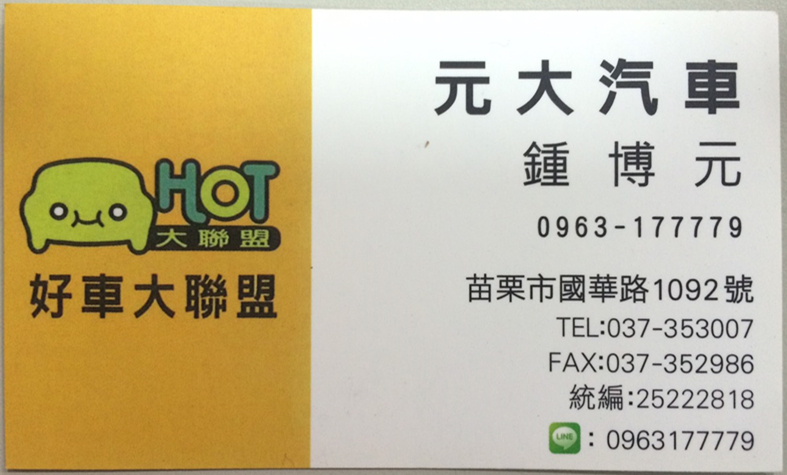 HOT
大聯盟
好車大聯盟
元大汽車
鍾博元
0963-177779
苗栗市國華路1092號
TEL:037-353007
FAX:037-352986
統編:25222818
LINE : 0963177779